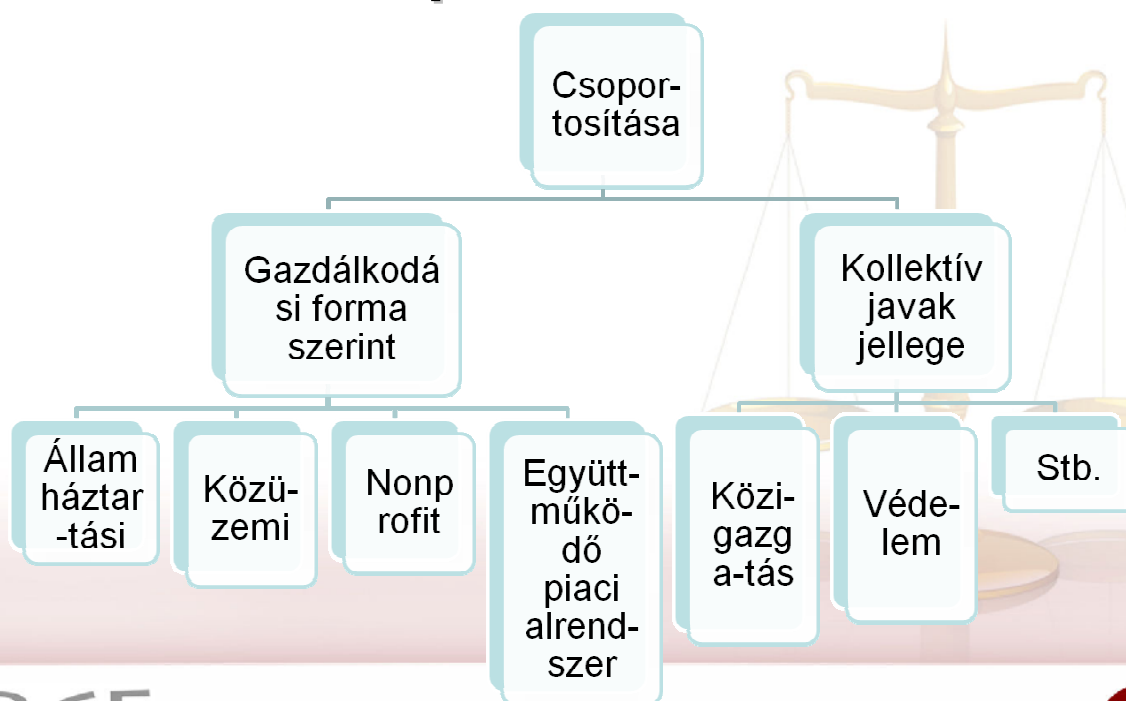 Csopor-
tosítása
Gazdálkodá
si forma
szerint
Kollektív
javak
jellege
Állam
háztar
-tási
Közü-
zemi
Nonp
rofit
Együtt-
műkö-
dő
piaci
alrend-
szer
Közi-
gazg
a-tás
Véde-
lem
Stb.